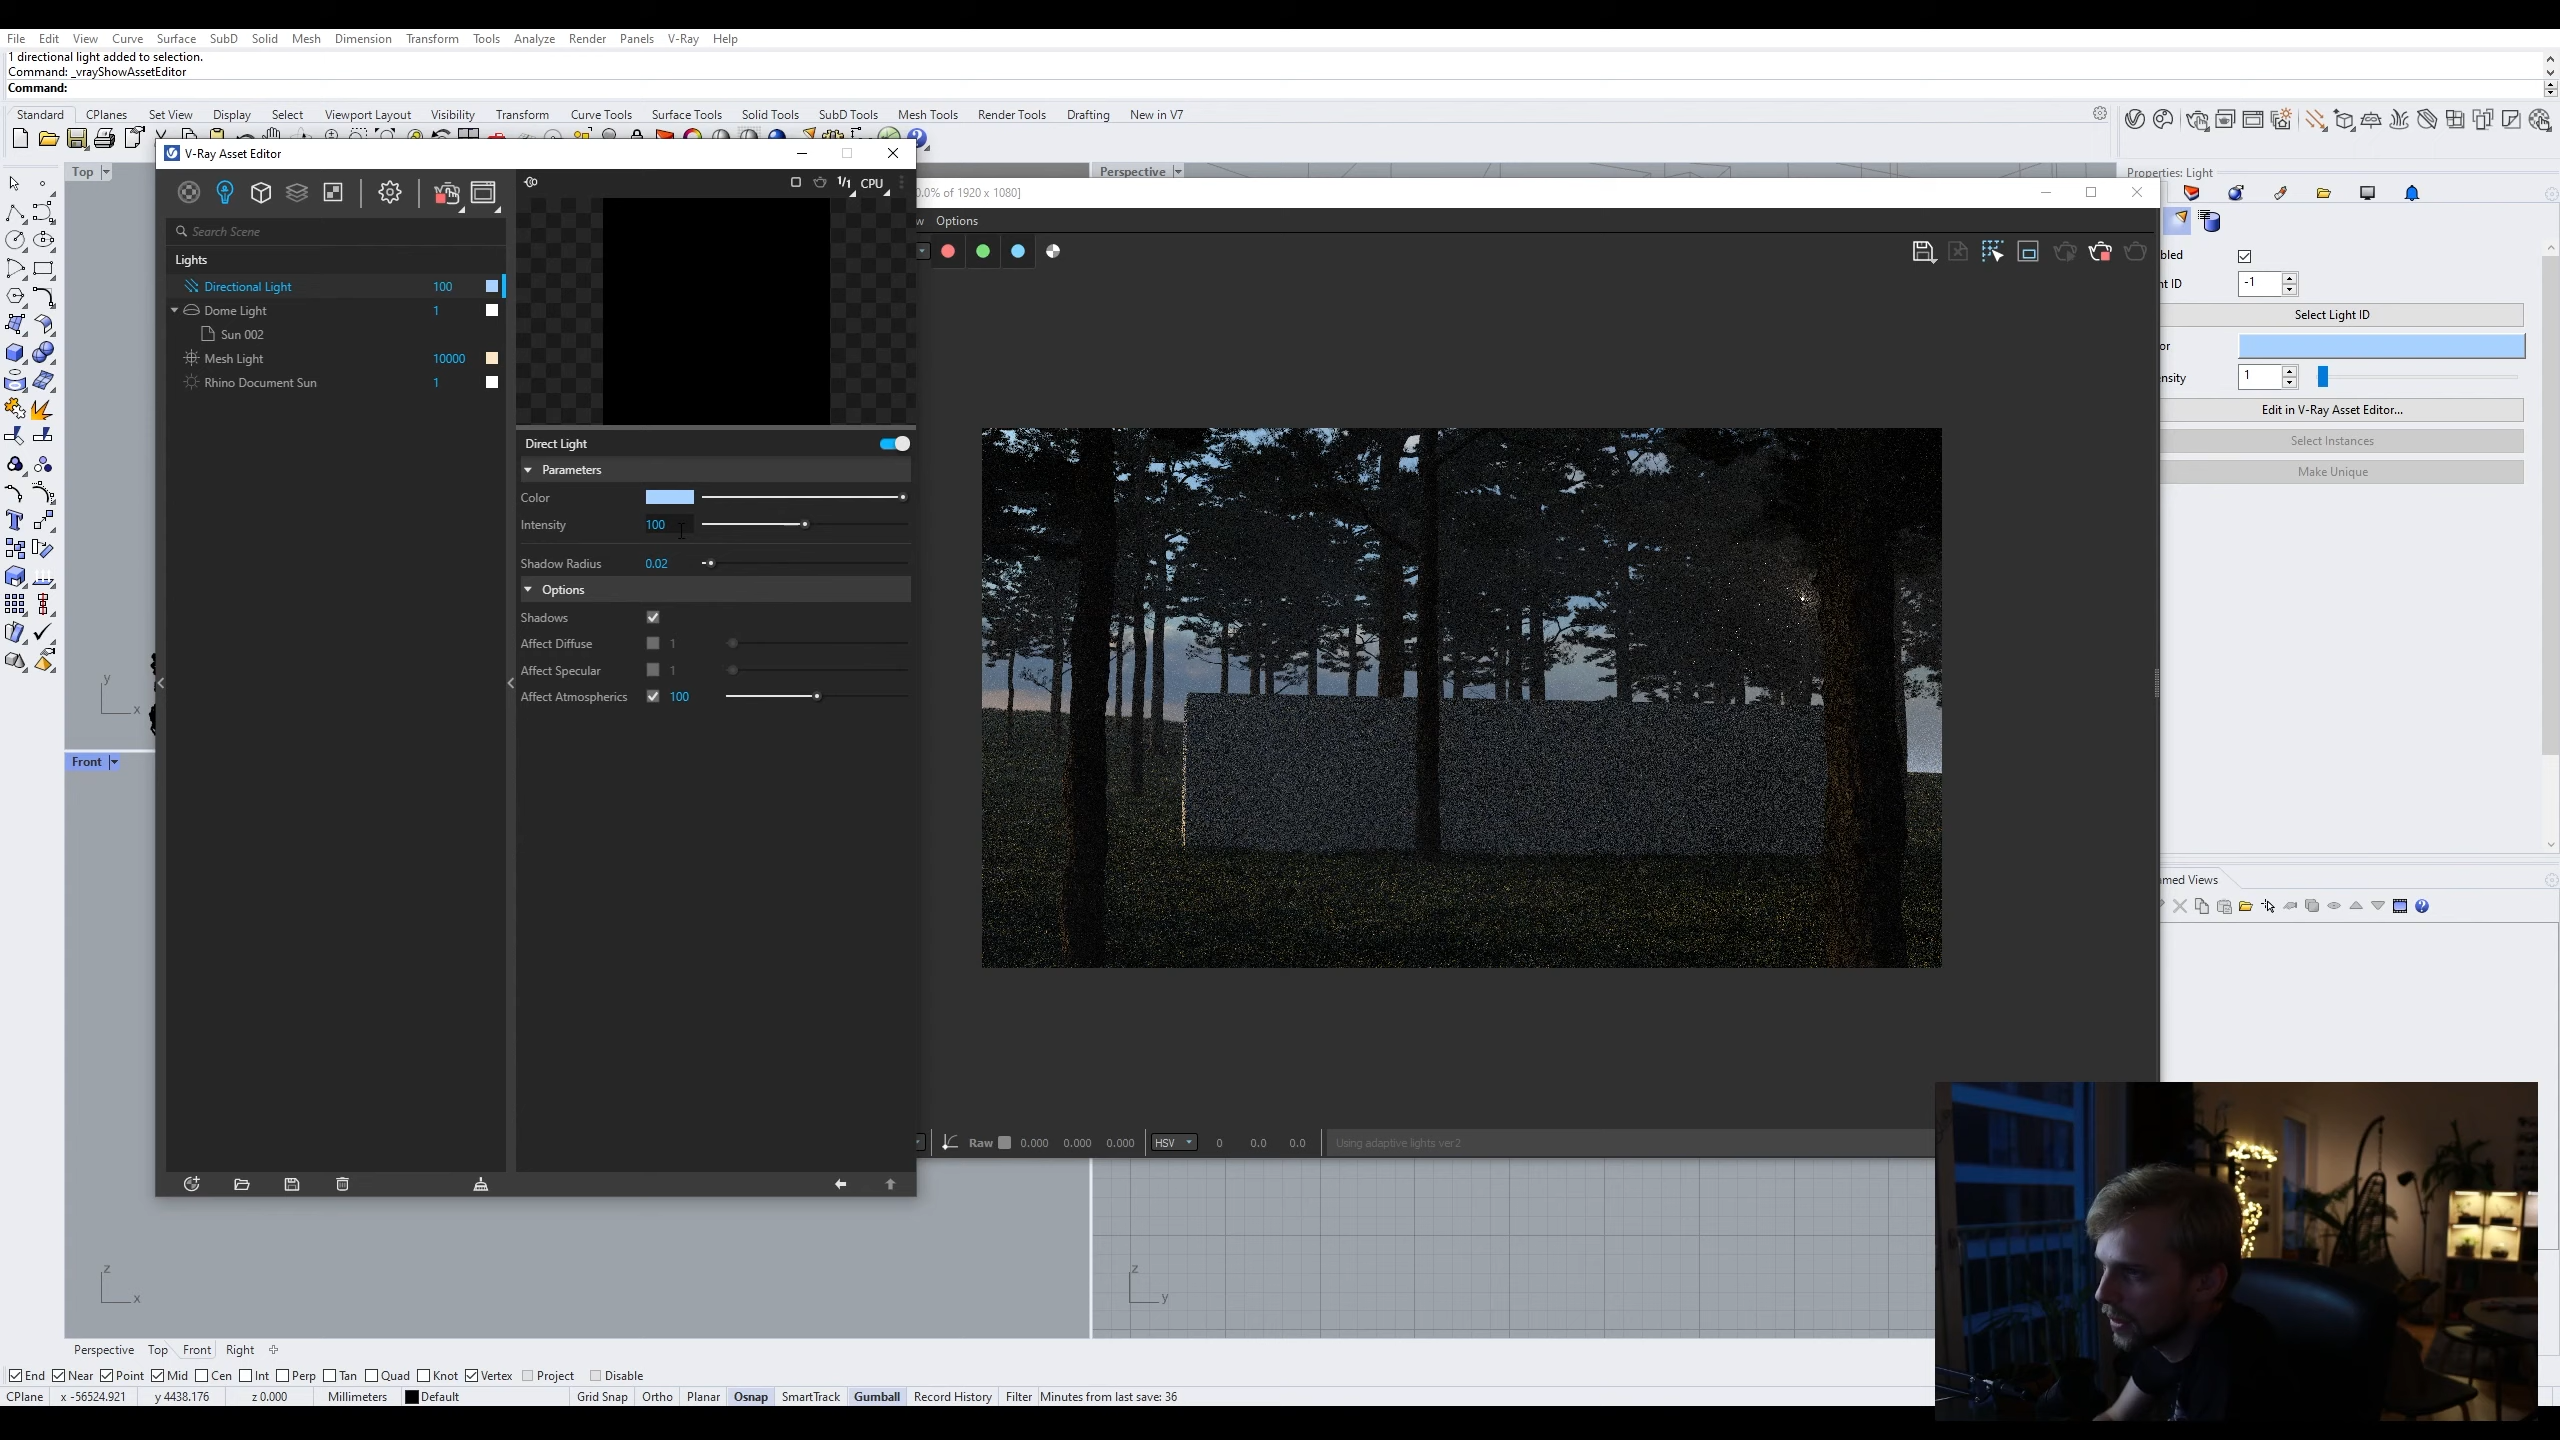 File Edit View Curve Surface SubD Solid Mesh Dimension Transform Tools Analyze Render Panels V-Ray Help
1 directional light added to selection.
Command: _vrayShowAssetEditor
Command:
Standard CPlanes Set View Display Select Viewport Layout Visibility Transform Curve Tools Surface Tools Solid Tools SubD Tools Mesh Tools Render Tools Drafting New in V7
Top
V-Ray Asset Editor
Perspective
Properties: Light
1/1 CPU
0.0% of 1920 x 1080]
w Options
Search Scene
Lights
Directional Light 100
Dome Light 1
Sun 002
Mesh Light 10000
Rhino Document Sun 1
Direct Light
Parameters
Color
Intensity 100
Shadow Radius 0.02
Options
Shadows
Affect Diffuse 1
Affect Specular 1
Affect Atmospherics 100
bled
ht ID -1
Select Light ID
or
ensity 1
Edit in V-Ray Asset Editor...
Select Instances
Make Unique
y
x
Front
amed Views
Raw 0.000 0.000 0.000 HSV 0 0.0 0.0 Using adaptive lights ver2
z
x
z
y
Perspective Top Front Right
End Near Point Mid Cen Int Perp Tan Quad Knot Vertex Project Disable
CPlane x -56524.921 y 4438.176 z 0.000 Millimeters Default Grid Snap Ortho Planar Osnap SmartTrack Gumball Record History Filter Minutes from last save: 36